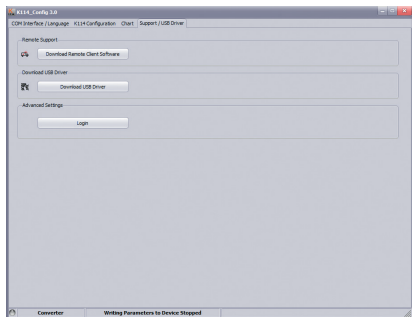 K114_Config 3.0
COM Interface / Language K114 Configuration Chart Support / USB Driver
Remote Support
Download Remote Client Software
Download USB Driver
Download USB Driver
Advanced Settings
Login
Converter Writing Parameters to Device Stopped